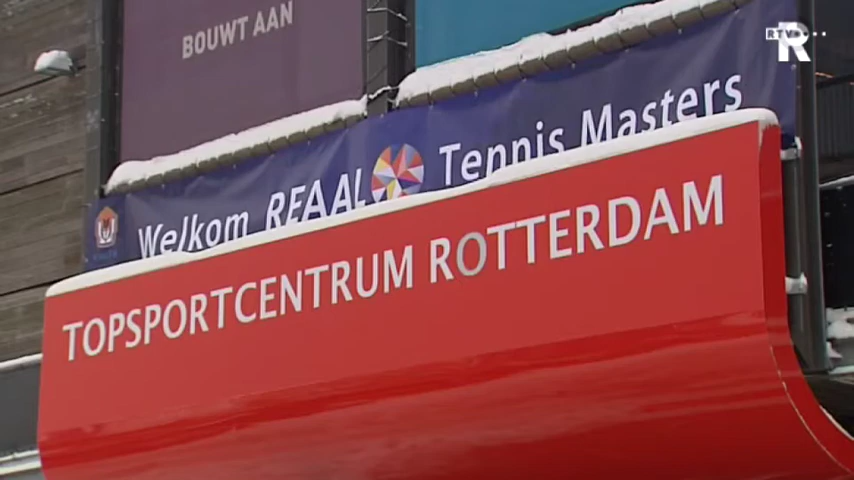 BOUWT AAN
RTV R
Welkom REAAL Tennis Masters
TOPSPORTCENTRUM ROTTERDAM